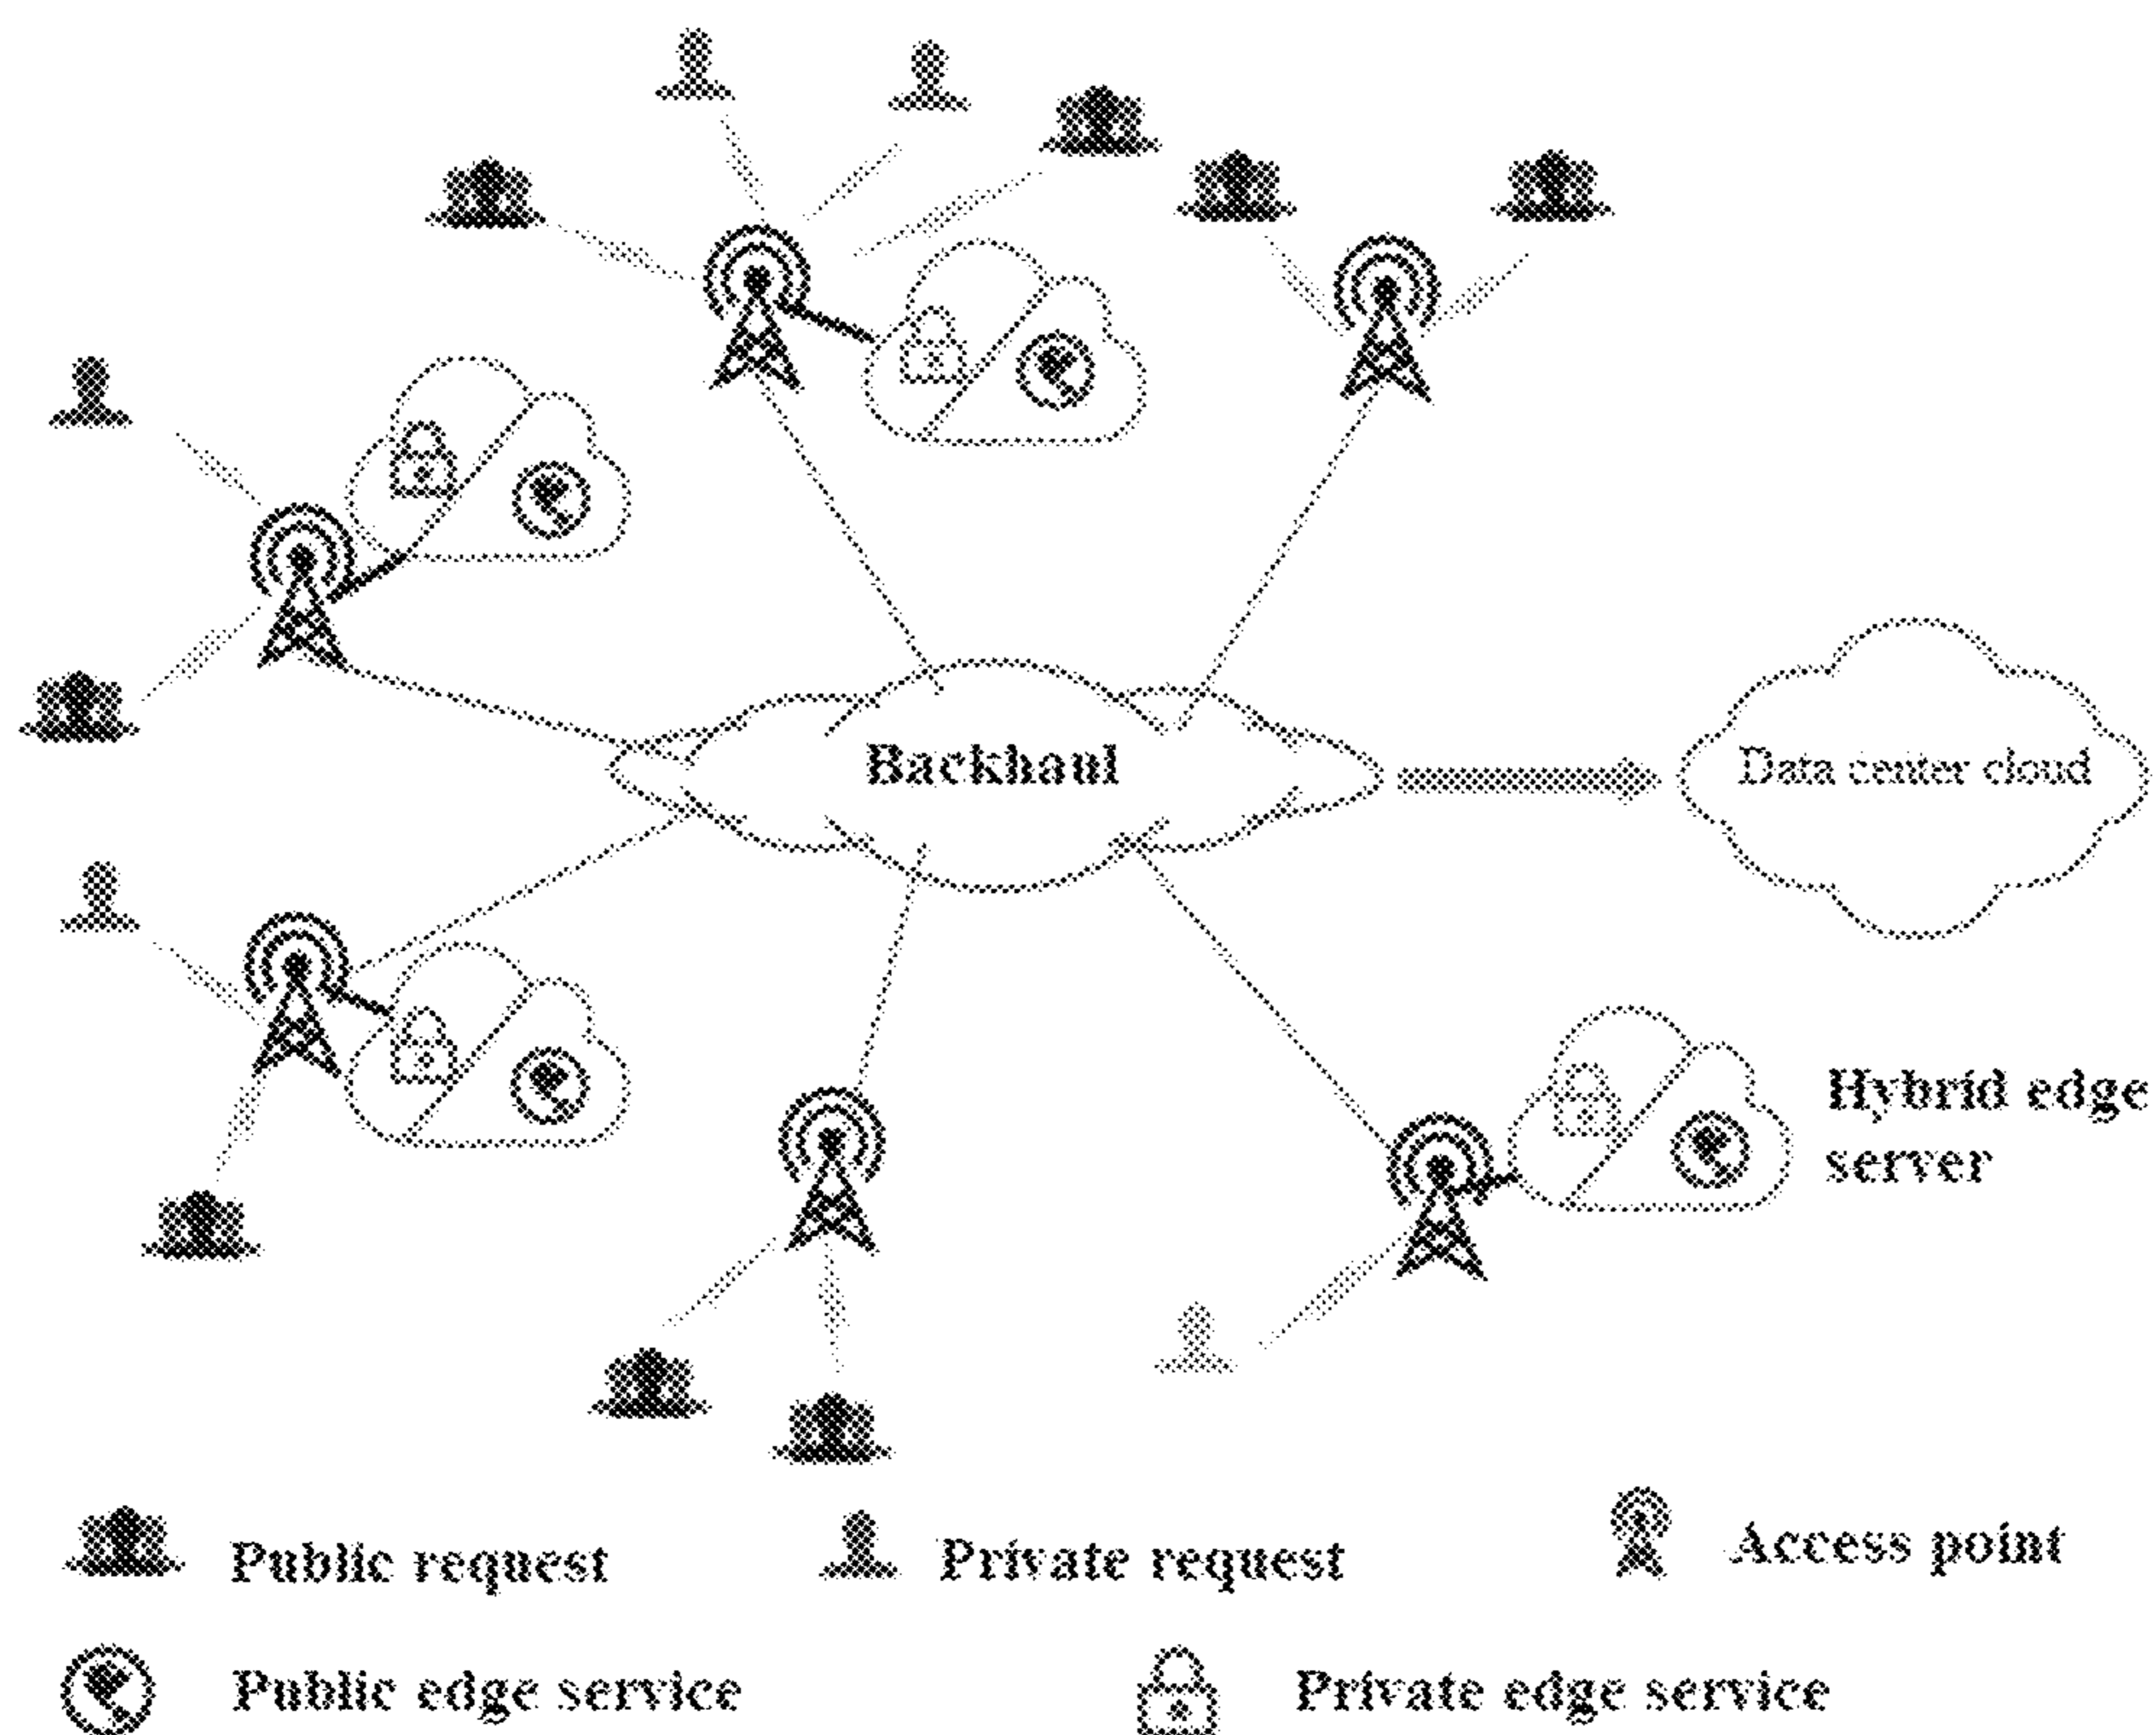 Backhaul
Data center cloud
Hybrid edge
server
Public request
Private request
Access point
Public edge service
Private edge service